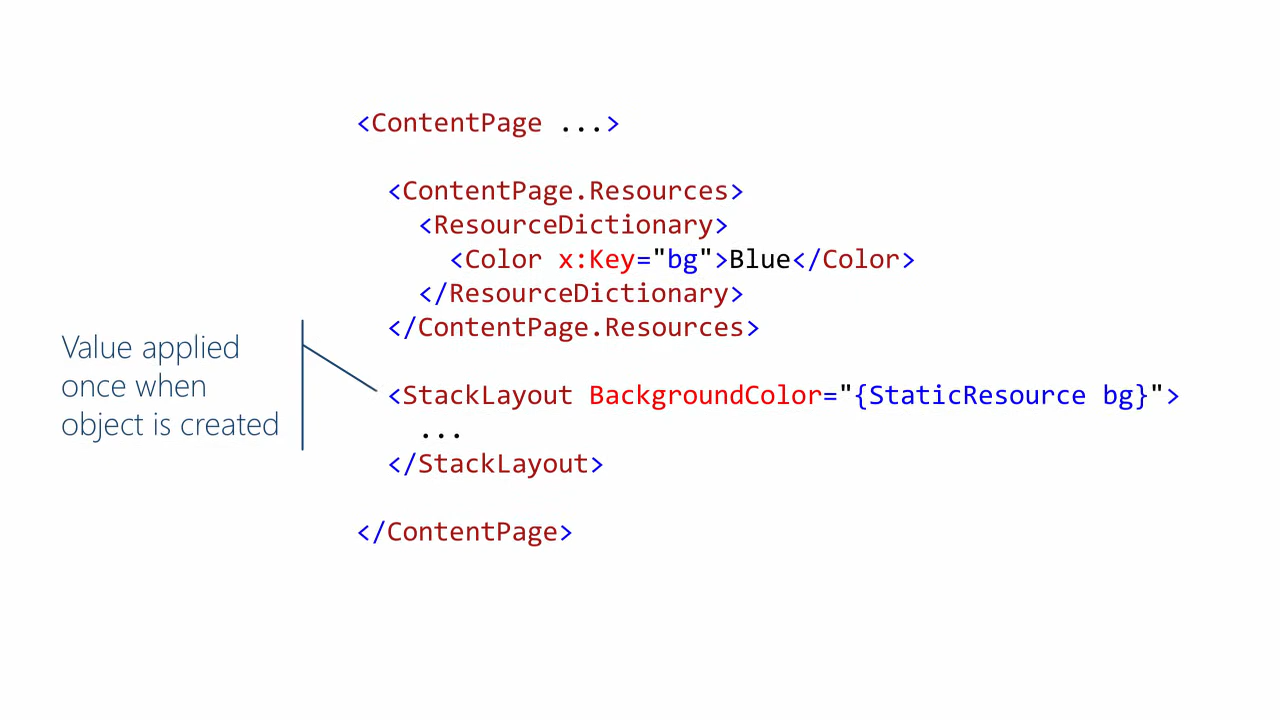 <ContentPage ...>
<ContentPage.Resources>
<ResourceDictionary>
<Color x:Key="bg">Blue</Color>
</ResourceDictionary>
</ContentPage.Resources>
Value applied
once when
object is created
<StackLayout BackgroundColor="{StaticResource bg}">
...
</StackLayout>
</ContentPage>